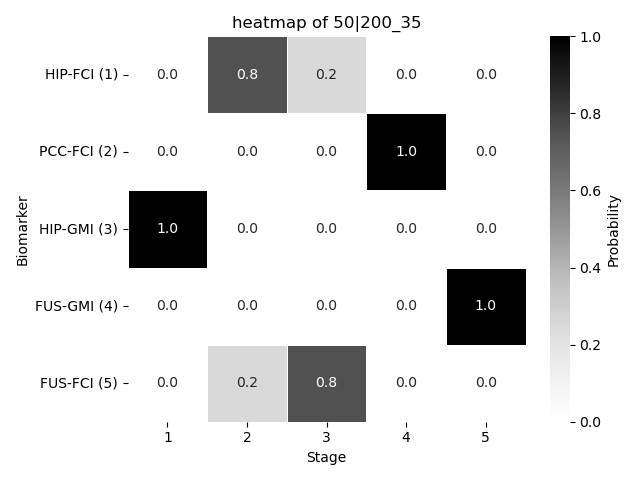 heatmap of 50|200_35
HIP-FCI (1) 0.0 0.8 0.2 0.0 0.0
PCC-FCI (2) 0.0 0.0 0.0 1.0 0.0
HIP-GMI (3) 1.0 0.0 0.0 0.0 0.0
FUS-GMI (4) 0.0 0.0 0.0 0.0 1.0
FUS-FCI (5) 0.0 0.2 0.8 0.0 0.0
1 2 3 4 5
Stage
Biomarker
1.0
0.8
0.6
0.4
0.2
0.0
Probability